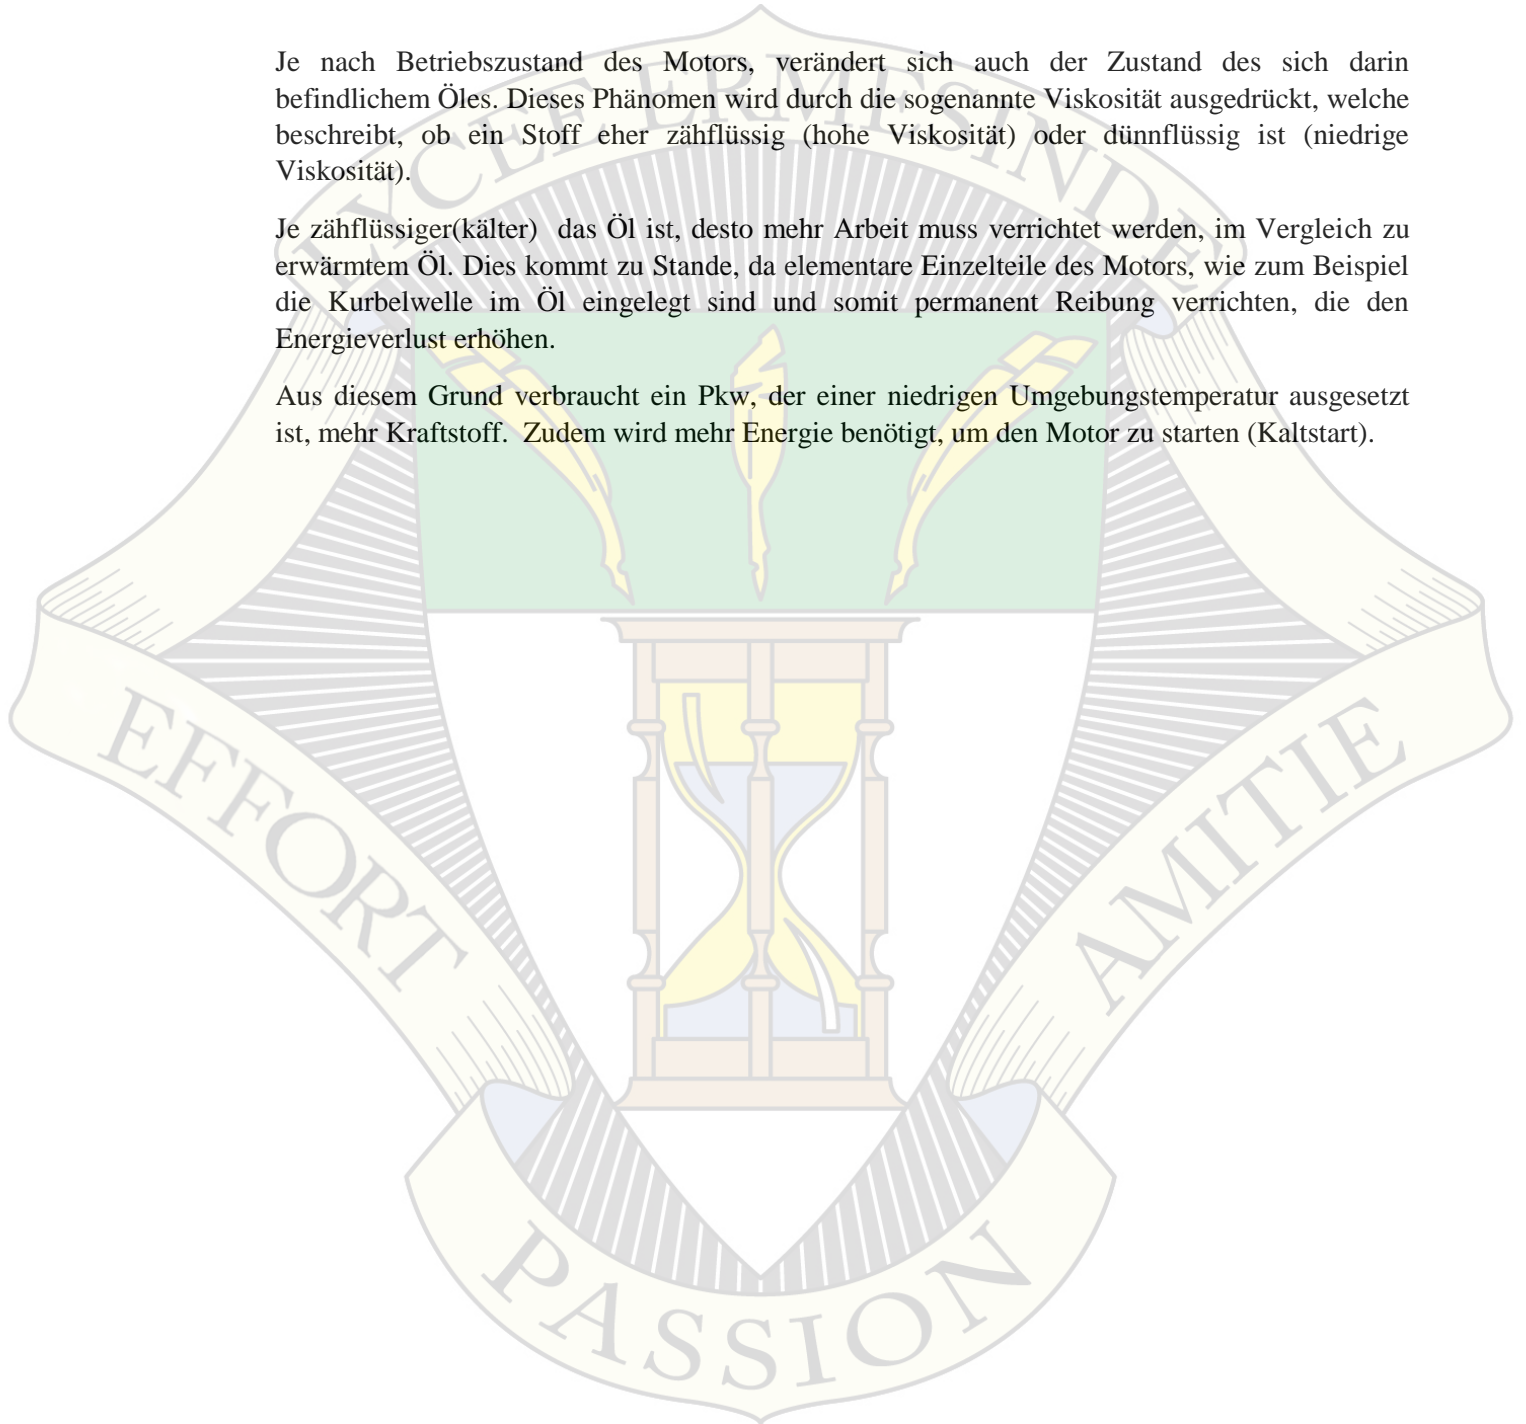 Je nach Betriebszustand des Motors, verändert sich auch der Zustand des sich darin
befindlichem Öles. Dieses Phänomen wird durch die sogenannte Viskosität ausgedrückt, welche
beschreibt, ob ein Stoff eher zähflüssig (hohe Viskosität) oder dünnflüssig ist (niedrige
Viskosität).
Je zähflüssiger(kälter)  das Öl ist, desto mehr Arbeit muss verrichtet werden, im Vergleich zu
erwärmtem Öl. Dies kommt zu Stande, da elementare Einzelteile des Motors, wie zum Beispiel
die Kurbelwelle im Öl eingelegt sind und somit permanent Reibung verrichten, die den
Energieverlust erhöhen.
Aus diesem Grund verbraucht ein Pkw, der einer niedrigen Umgebungstemperatur ausgesetzt
ist, mehr Kraftstoff.  Zudem wird mehr Energie benötigt, um den Motor zu starten (Kaltstart).
LYCEE ERMESINDE
EFFORT
AMITIE
PASSION